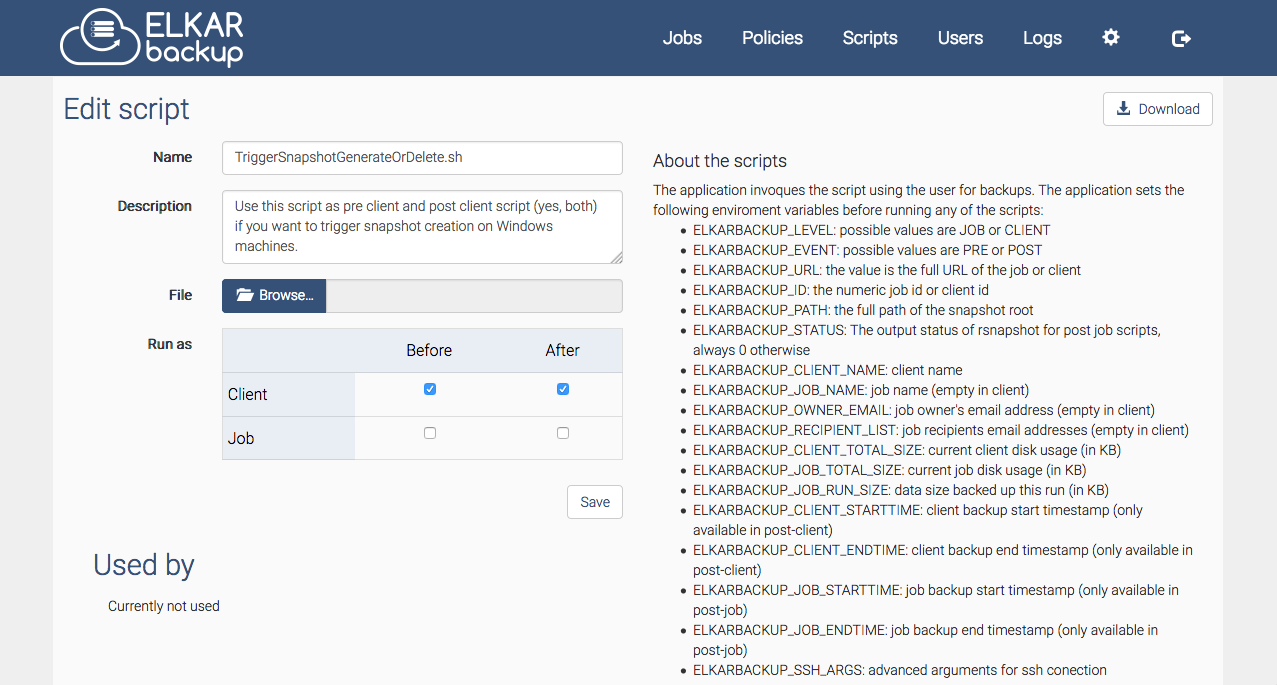 ELKAR
backup
Jobs Policies Scripts Users Logs
Edit script
Download
Name
TriggerSnapshotGenerateOrDelete.sh
Description
Use this script as pre client and post client script (yes, both)
if you want to trigger snapshot creation on Windows
machines.
File
Browse...
Run as
Before After
Client
Job
Save
Used by
Currently not used
About the scripts
The application invoques the script using the user for backups. The application sets the
following enviroment variables before running any of the scripts:
ELKARBACKUP_LEVEL: possible values are JOB or CLIENT
ELKARBACKUP_EVENT: possible values are PRE or POST
ELKARBACKUP_URL: the value is the full URL of the job or client
ELKARBACKUP_ID: the numeric job id or client id
ELKARBACKUP_PATH: the full path of the snapshot root
ELKARBACKUP_STATUS: The output status of rsnapshot for post job scripts,
always 0 otherwise
ELKARBACKUP_CLIENT_NAME: client name
ELKARBACKUP_JOB_NAME: job name (empty in client)
ELKARBACKUP_OWNER_EMAIL: job owner's email address (empty in client)
ELKARBACKUP_RECIPIENT_LIST: job recipients email addresses (empty in client)
ELKARBACKUP_CLIENT_TOTAL_SIZE: current client disk usage (in KB)
ELKARBACKUP_JOB_TOTAL_SIZE: current job disk usage (in KB)
ELKARBACKUP_JOB_RUN_SIZE: data size backed up this run (in KB)
ELKARBACKUP_CLIENT_STARTTIME: client backup start timestamp (only
available in post-client)
ELKARBACKUP_CLIENT_ENDTIME: client backup end timestamp (only available in
post-client)
ELKARBACKUP_JOB_STARTTIME: job backup start timestamp (only available in
post-job)
ELKARBACKUP_JOB_ENDTIME: job backup end timestamp (only available in
post-job)
ELKARBACKUP_SSH_ARGS: advanced arguments for ssh conection